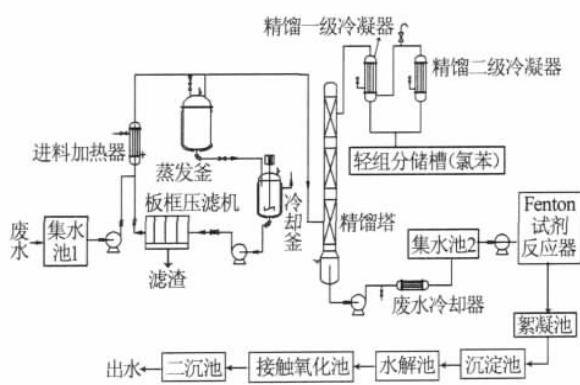 精馏一级冷凝器
精馏二级冷凝器
进料加热器
蒸发釜
轻组分储槽(氯苯)
板框压滤机
冷却釜
精馏塔
废水
集水
池1
滤渣
集水池2
Fenton
试剂
反应器
废水冷却器
絮凝池
出水
二沉池
接触氧化池
水解池
沉淀池